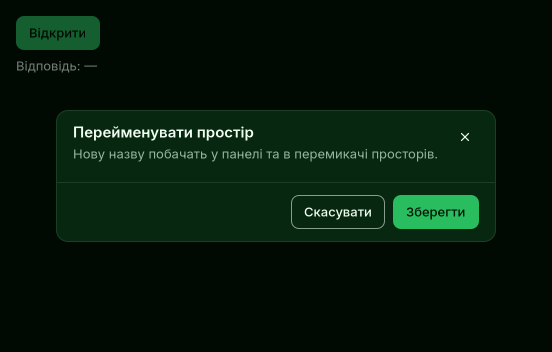 Відкрити
Відповідь: —
Перейменувати простір
Нову назву побачать у панелі та в перемикачі просторів.
Скасувати
Зберегти